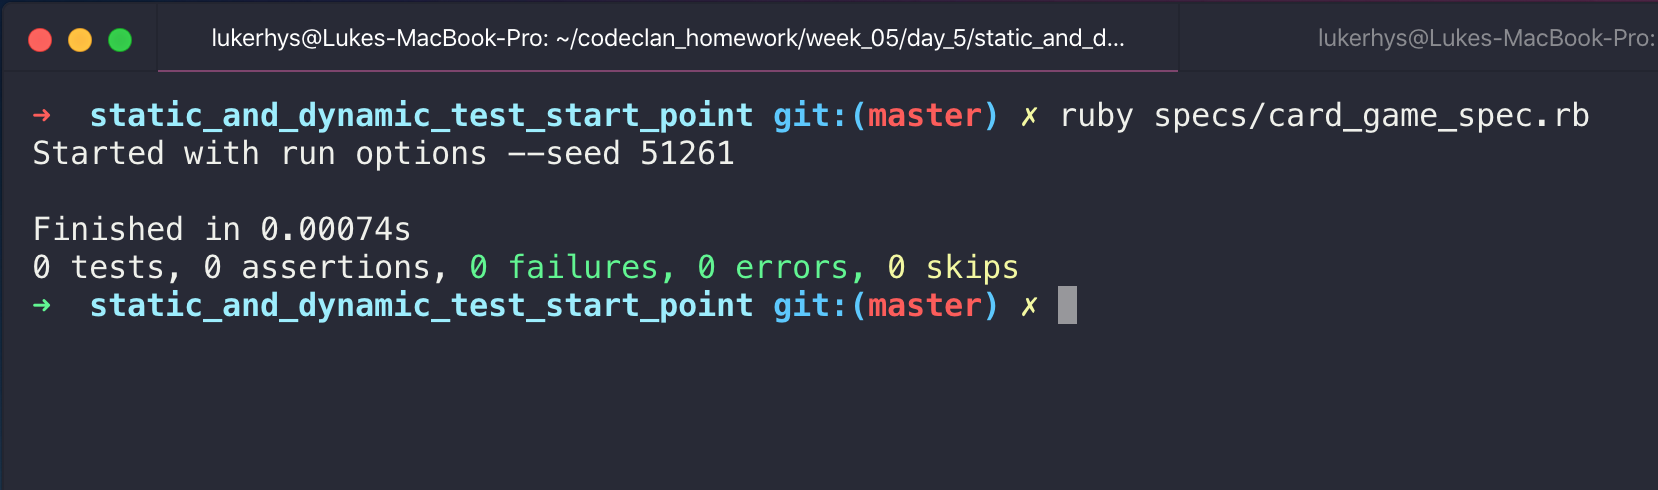 lukerhys@Lukes-MacBook-Pro: ~/codeclan_homework/week_05/day_5/static_and_d...
lukerhys@Lukes-MacBook-Pro:
➜ static_and_dynamic_test_start_point git:(master) ✗ ruby specs/card_game_spec.rb
Started with run options --seed 51261
Finished in 0.00074s
0 tests, 0 assertions, 0 failures, 0 errors, 0 skips
➜ static_and_dynamic_test_start_point git:(master) ✗